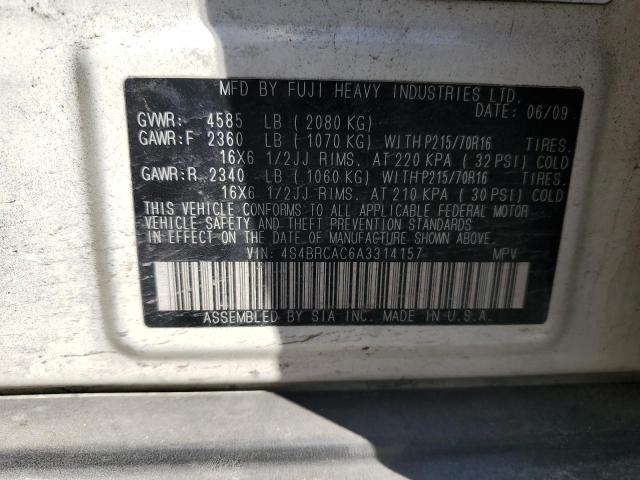 MFD BY FUJI HEAVY INDUSTRIES LTD.
DATE: 06/09
GVWR: 4585 LB ( 2080 KG)
GAWR:F 2360 LB ( 1070 KG) WITH P215/70R16 TIRES.
16X6 1/2JJ RIMS. AT 220 KPA ( 32 PSI) COLD
GAWR:R 2340 LB ( 1060 KG) WITH P215/70R16 TIRES.
16X6 1/2JJ RIMS. AT 210 KPA ( 30 PSI) COLD
THIS VEHICLE CONFORMS TO ALL APPLICABLE FEDERAL MOTOR
VEHICLE SAFETY AND THEFT PREVENTION STANDARDS
IN EFFECT ON THE DATE OF MANUFACTURE SHOWN ABOVE.
VIN: 4S4BRCAC6A3314157 MPV
ASSEMBLED BY SIA INC. MADE IN U.S.A.